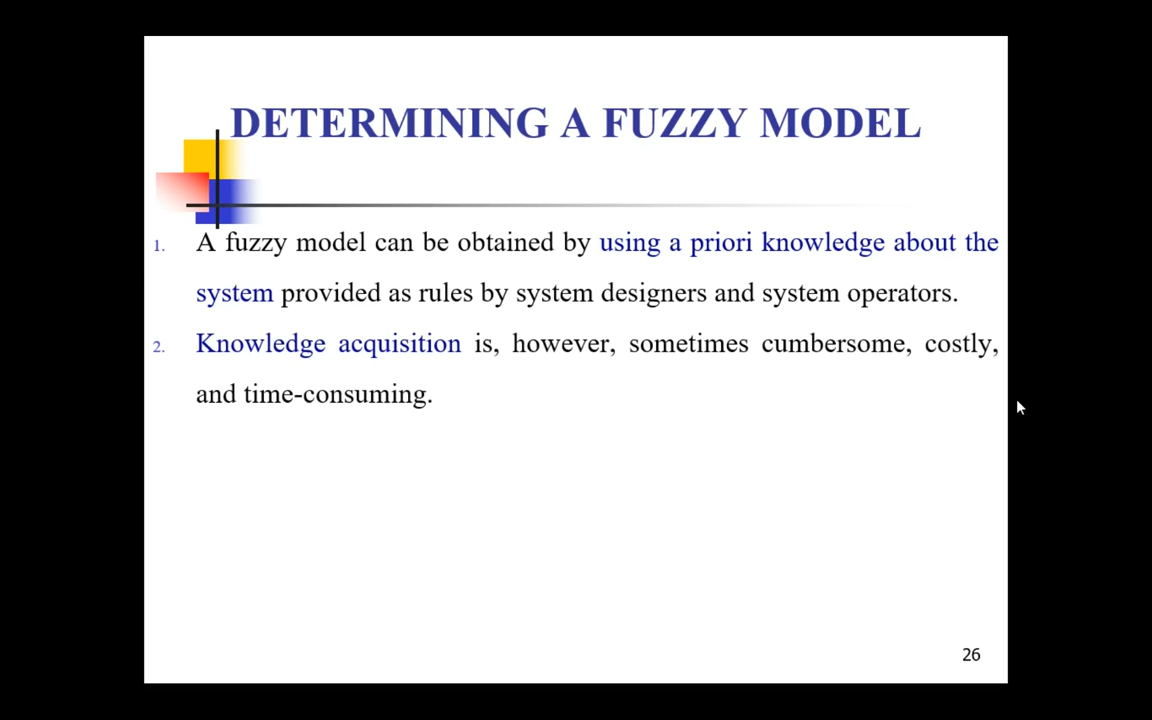 DETERMINING A FUZZY MODEL
1. A fuzzy model can be obtained by using a priori knowledge about the
system provided as rules by system designers and system operators.
2. Knowledge acquisition is, however, sometimes cumbersome, costly,
and time-consuming.
26